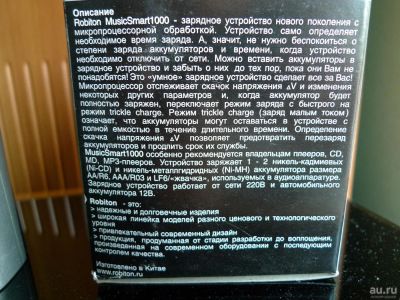 Описание
Robiton MusicSmart1000 - зарядное устройство нового поколения с
микропроцессорной обработкой. Устройство само определяет
необходимое время заряда. А, значит, не нужно беспокоиться о
степени заряда аккумуляторов и времени, когда устройство
необходимо отключить от сети. Можно вставить аккумуляторы в
зарядное устройство и забыть о них до тех пор, пока они Вам не
понадобятся! Это «умное» зарядное устройство сделает все за Вас!
Микропроцессор отслеживает скачок напряжения ΔV и изменения
некоторых других параметров и, когда аккумулятор будет
полностью заряжен, переключает режим заряда с быстрого на
режим trickle charge. Режим trickle charge (заряд малым током)
означает, что аккумуляторы могут оставаться в устройстве с
полной емкостью в течение длительного времени. Определение
скачка напряжения ΔV позволяет предотвратить перезаряд
аккумуляторов и продлить срок их службы.
MusicSmart1000 особенно рекомендуется владельцам плееров, CD,
MD, MP3-плееров. Устройство заряжает 1 - 2 никель-кадмиевых
(Ni-CD) и никель-металлгидридных (Ni-MH) аккумулятора размера
AA/R6, AAA/R03 и LF6/«жвачка», используемых в аудиоаппаратуре.
Зарядное устройство работает от сети 220В и автомобильного
аккумулятора 12В.
Robiton - это:
> надежные и долговечные изделия
> широкая линейка моделей разного ценового и технологического
уровня
> привлекательный современный дизайн
> продукция, продуманная от стадии разработки до воплощения,
произведенная на современном оборудовании с последующим
контролем качества.
Изготовлено в Китае
www.robiton.ru
au.ru